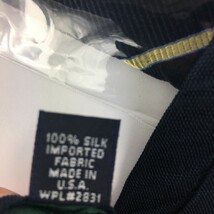 100% SILK
IMPORTED
FABRIC
MADE IN
U.S.A.
WPL#2831